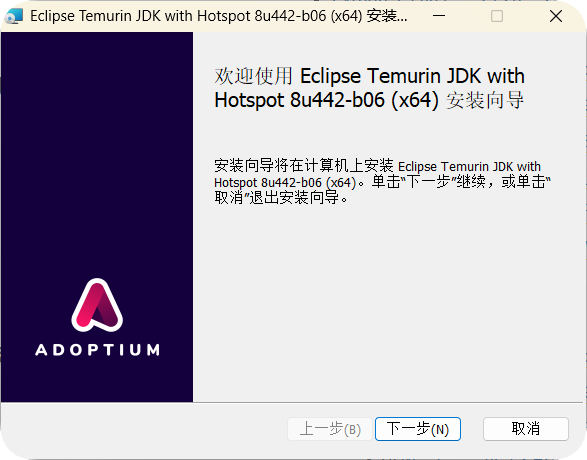 Eclipse Temurin JDK with Hotspot 8u442-b06 (x64) 安装...
欢迎使用 Eclipse Temurin JDK with
Hotspot 8u442-b06 (x64) 安装向导
安装向导将在计算机上安装 Eclipse Temurin JDK with
Hotspot 8u442-b06 (x64)。单击“下一步”继续，或单击“
取消”退出安装向导。
ADOPTIUM
上一步(B)
下一步(N)
取消